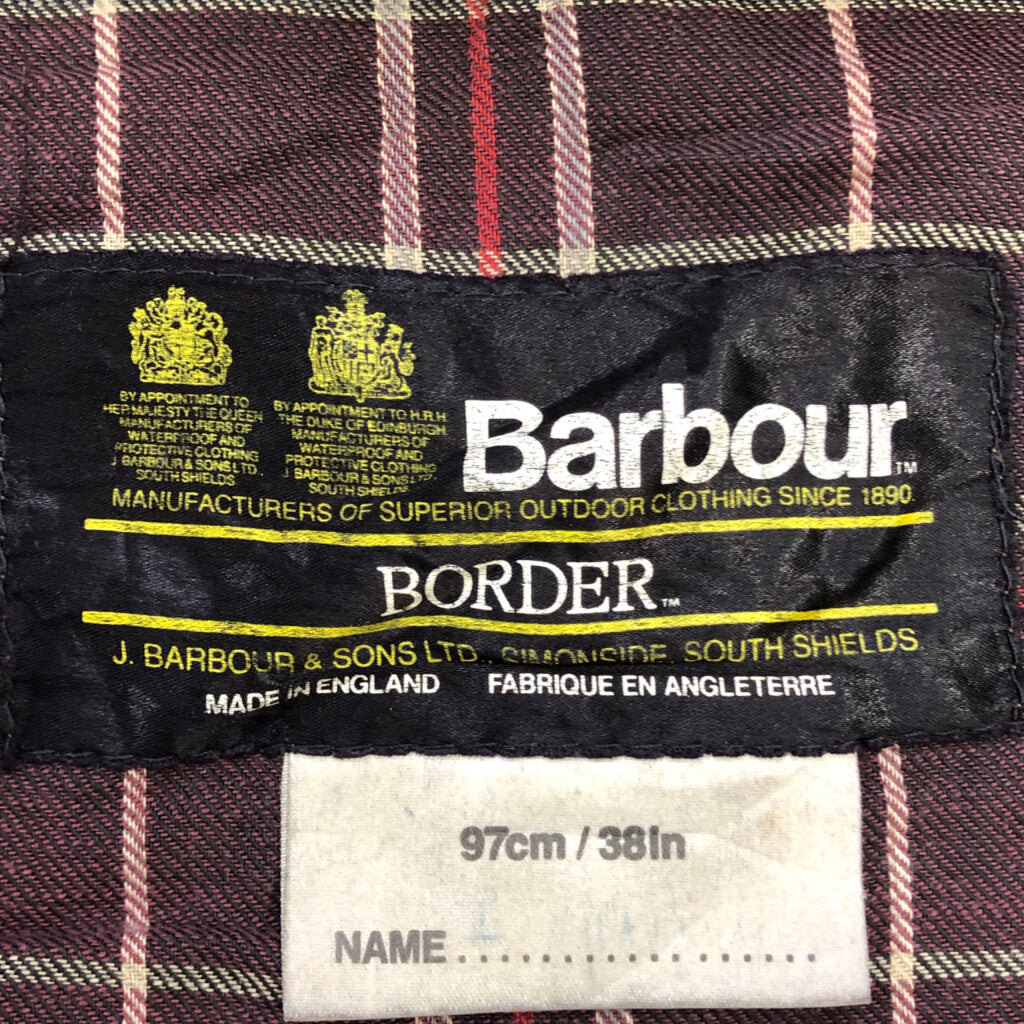 BY APPOINTMENT TO
HER MAJESTY THE QUEEN
MANUFACTURERS OF
WATERPROOF AND
PROTECTIVE CLOTHING
J. BARBOUR & SONS LTD.
SOUTH SHIELDS
BY APPOINTMENT TO H.R.H
THE DUKE OF EDINBURGH
MANUFACTURERS OF
WATERPROOF AND
PROTECTIVE CLOTHING
J. BARBOUR & SONS LTD.
SOUTH SHIELDS
Barbour™
MANUFACTURERS OF SUPERIOR OUTDOOR CLOTHING SINCE 1890.
BORDER™
J. BARBOUR & SONS LTD., SIMONSIDE, SOUTH SHIELDS.
MADE IN ENGLAND FABRIQUE EN ANGLETERRE
97cm / 38in
NAME..................